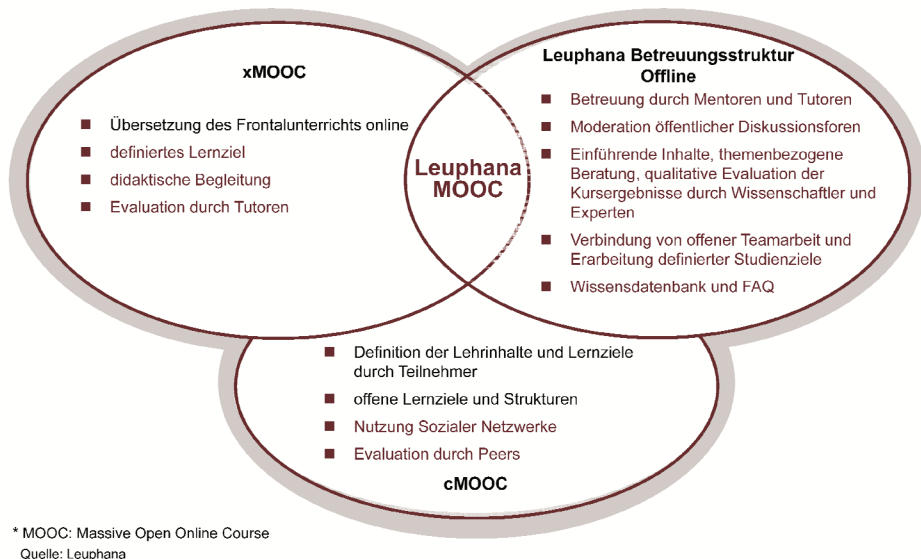 xMOOC
Übersetzung des Frontalunterrichts online
definiertes Lernziel
didaktische Begleitung
Evaluation durch Tutoren
Leuphana
MOOC
Leuphana Betreuungsstruktur
Offline
Betreuung durch Mentoren und Tutoren
Moderation öffentlicher Diskussionsforen
Einführende Inhalte, themenbezogene
Beratung, qualitative Evaluation der
Kursergebnisse durch Wissenschaftler und
Experten
Verbindung von offener Teamarbeit und
Erarbeitung definierter Studienziele
Wissensdatenbank und FAQ
Definition der Lehrinhalte und Lernziele
durch Teilnehmer
offene Lernziele und Strukturen
Nutzung Sozialer Netzwerke
Evaluation durch Peers
cMOOC
* MOOC: Massive Open Online Course
Quelle: Leuphana